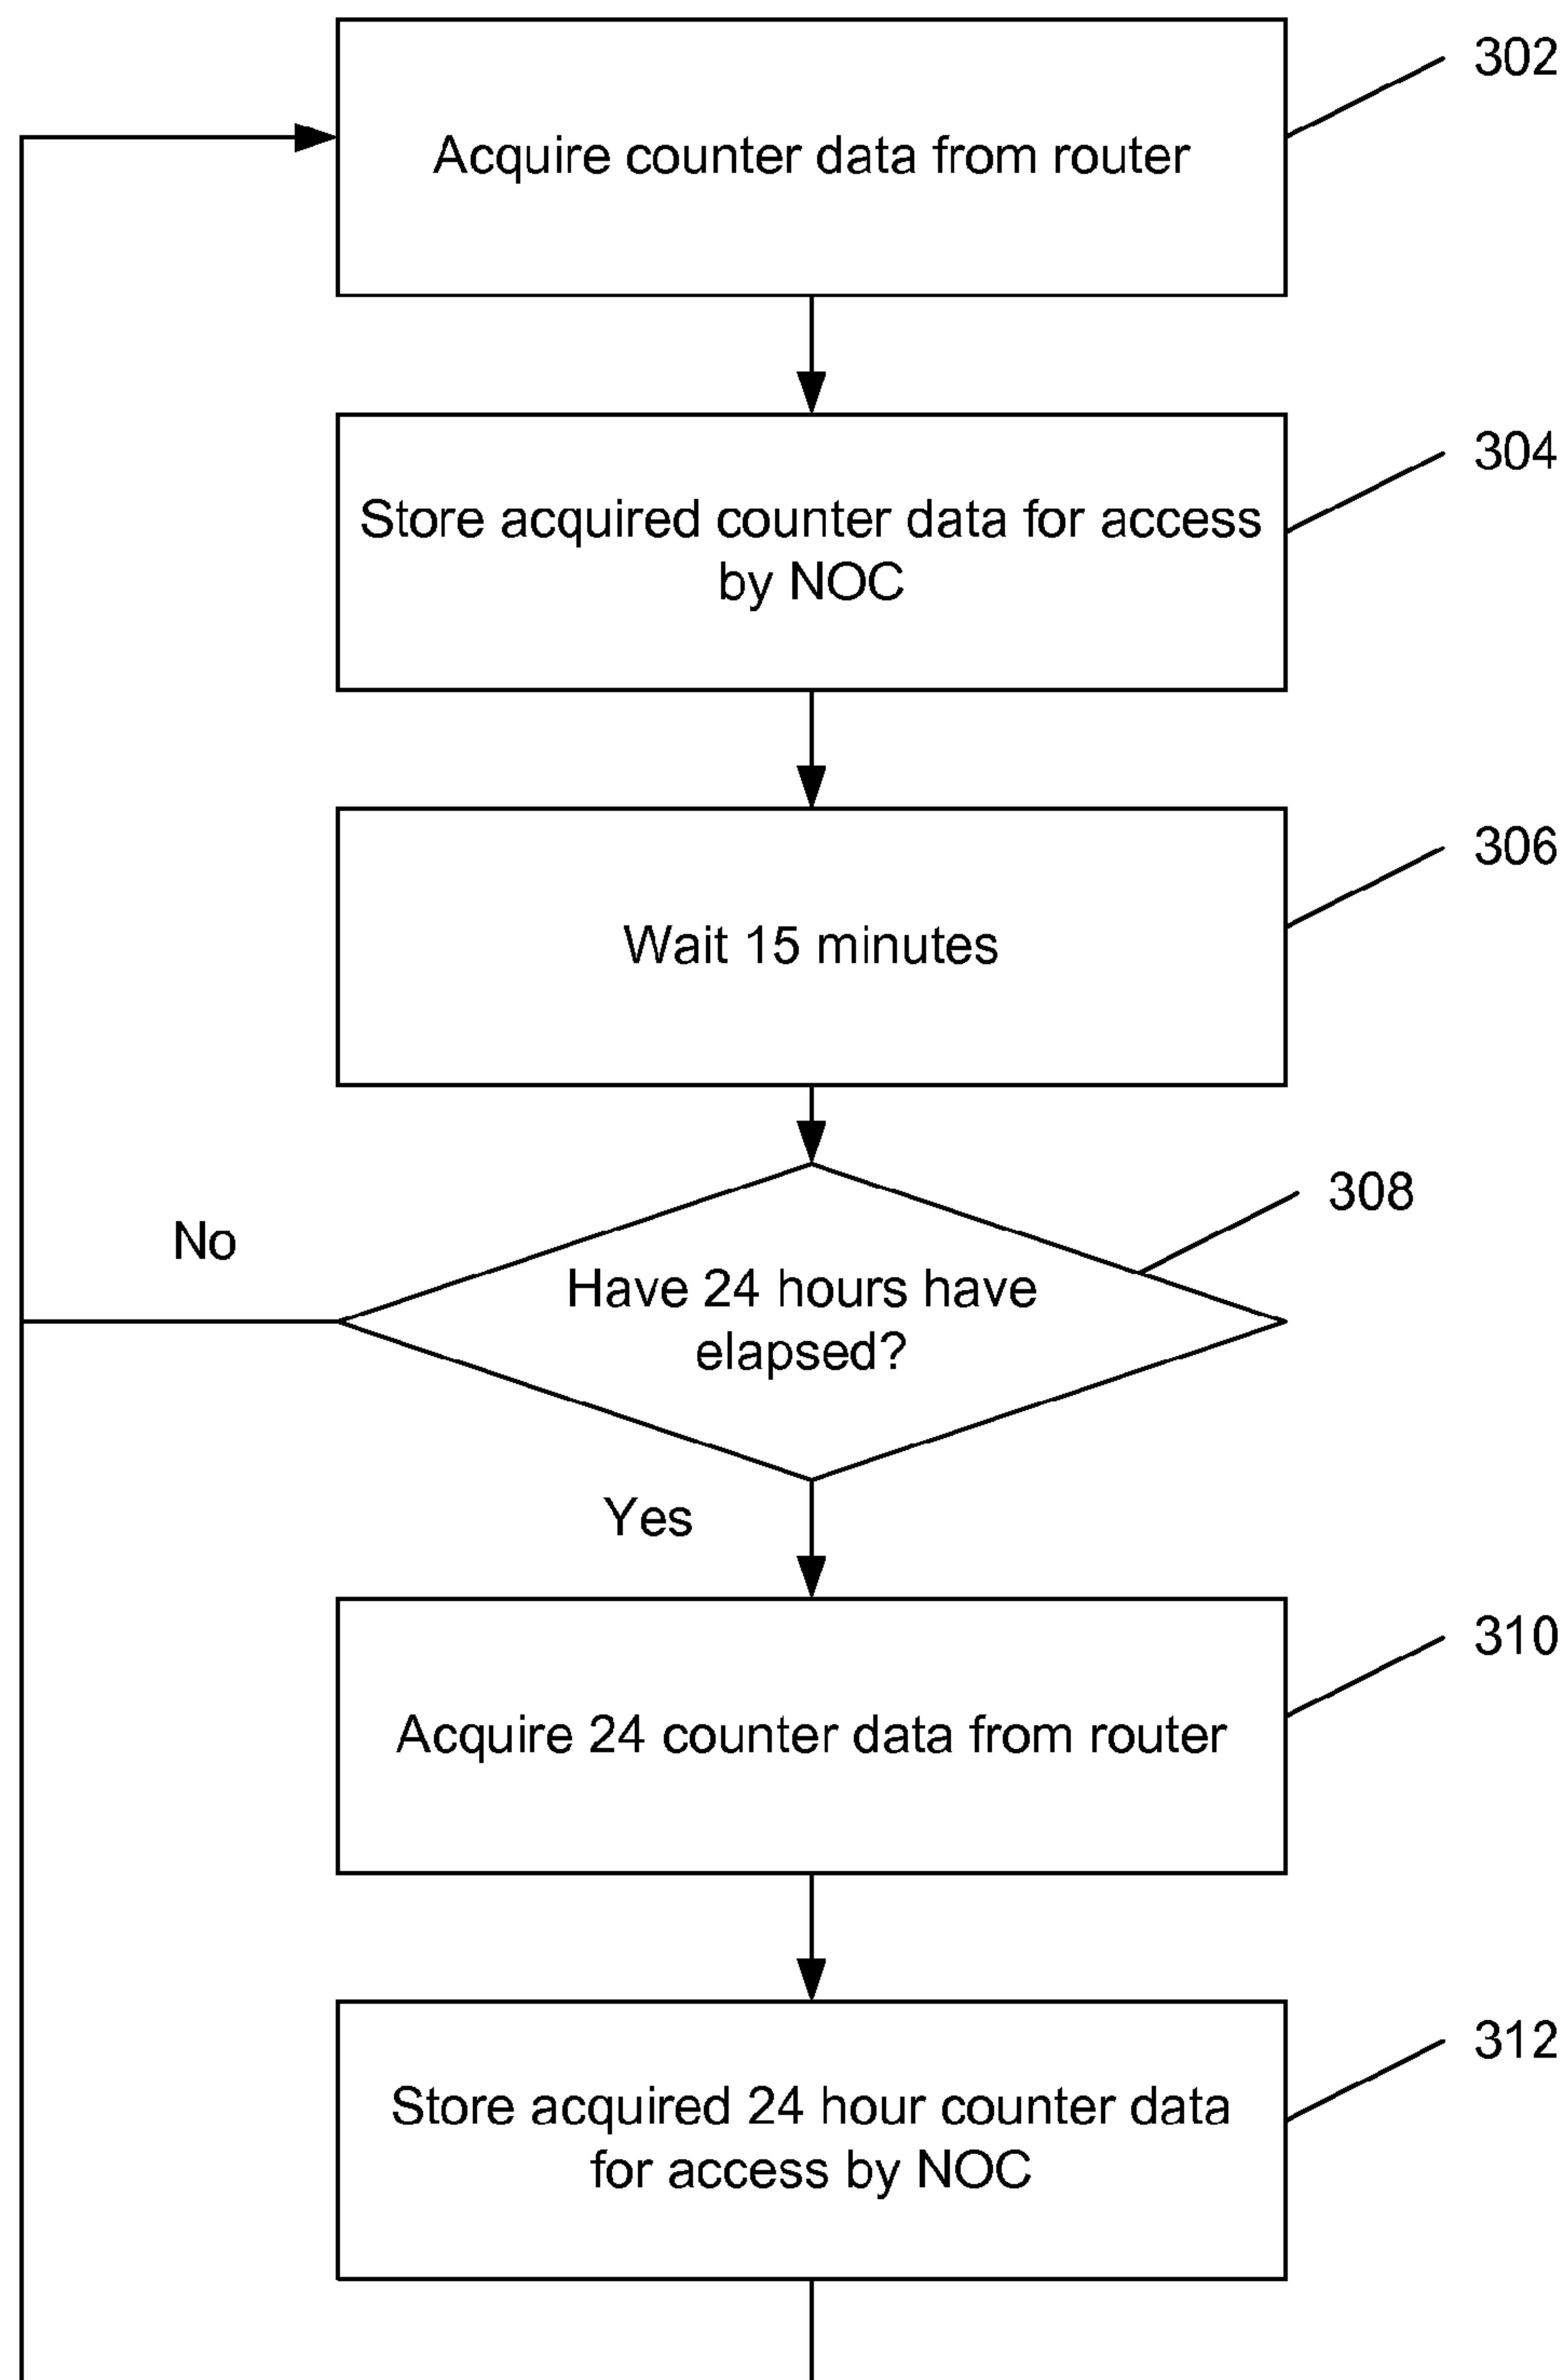 302
Acquire counter data from router
304
Store acquired counter data for access
by NOC
306
Wait 15 minutes
308
No
Have 24 hours have
elapsed?
Yes
310
Acquire 24 counter data from router
312
Store acquired 24 hour counter data
for access by NOC